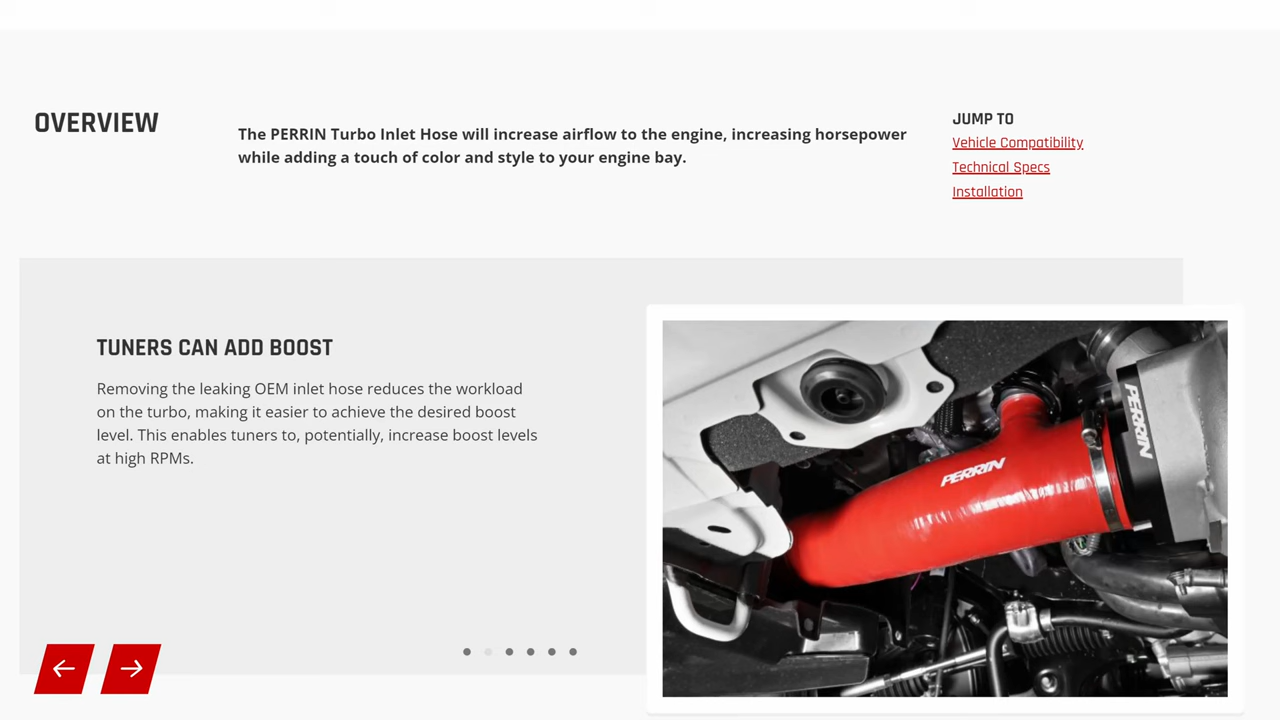 OVERVIEW
The PERRIN Turbo Inlet Hose will increase airflow to the engine, increasing horsepower
while adding a touch of color and style to your engine bay.
JUMP TO
Vehicle Compatibility
Technical Specs
Installation
TUNERS CAN ADD BOOST
Removing the leaking OEM inlet hose reduces the workload
on the turbo, making it easier to achieve the desired boost
level. This enables tuners to, potentially, increase boost levels
at high RPMs.
PERRIN
PERRIN